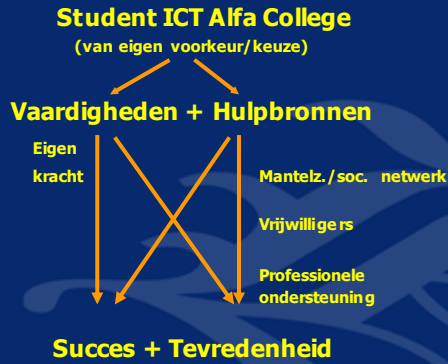 Student ICT Alfa College
(van eigen voorkeur/keuze)
Vaardigheden + Hulpbronnen
Eigen
kracht
Mantelz./soc. netwerk
Vrijwilligers
Professionele
ondersteuning
Succes + Tevredenheid